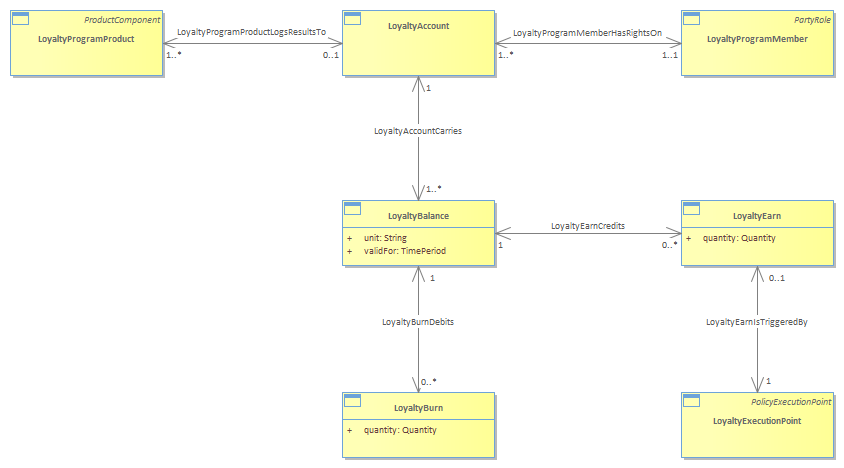 ProductComponent
LoyaltyProgramProduct
LoyaltyProgramProductLogsResultsTo
1..*
0..1
LoyaltyAccount
LoyaltyProgramMemberHasRightsOn
1..*
1..1
PartyRole
LoyaltyProgramMember
1
LoyaltyAccountCarries
1..*
LoyaltyBalance
+ unit: String
+ validFor: TimePeriod
LoyaltyEarnCredits
1
0..*
LoyaltyEarn
+ quantity: Quantity
1
LoyaltyBurnDebits
0..*
0..1
LoyaltyEarnIsTriggeredBy
1
LoyaltyBurn
+ quantity: Quantity
PolicyExecutionPoint
LoyaltyExecutionPoint